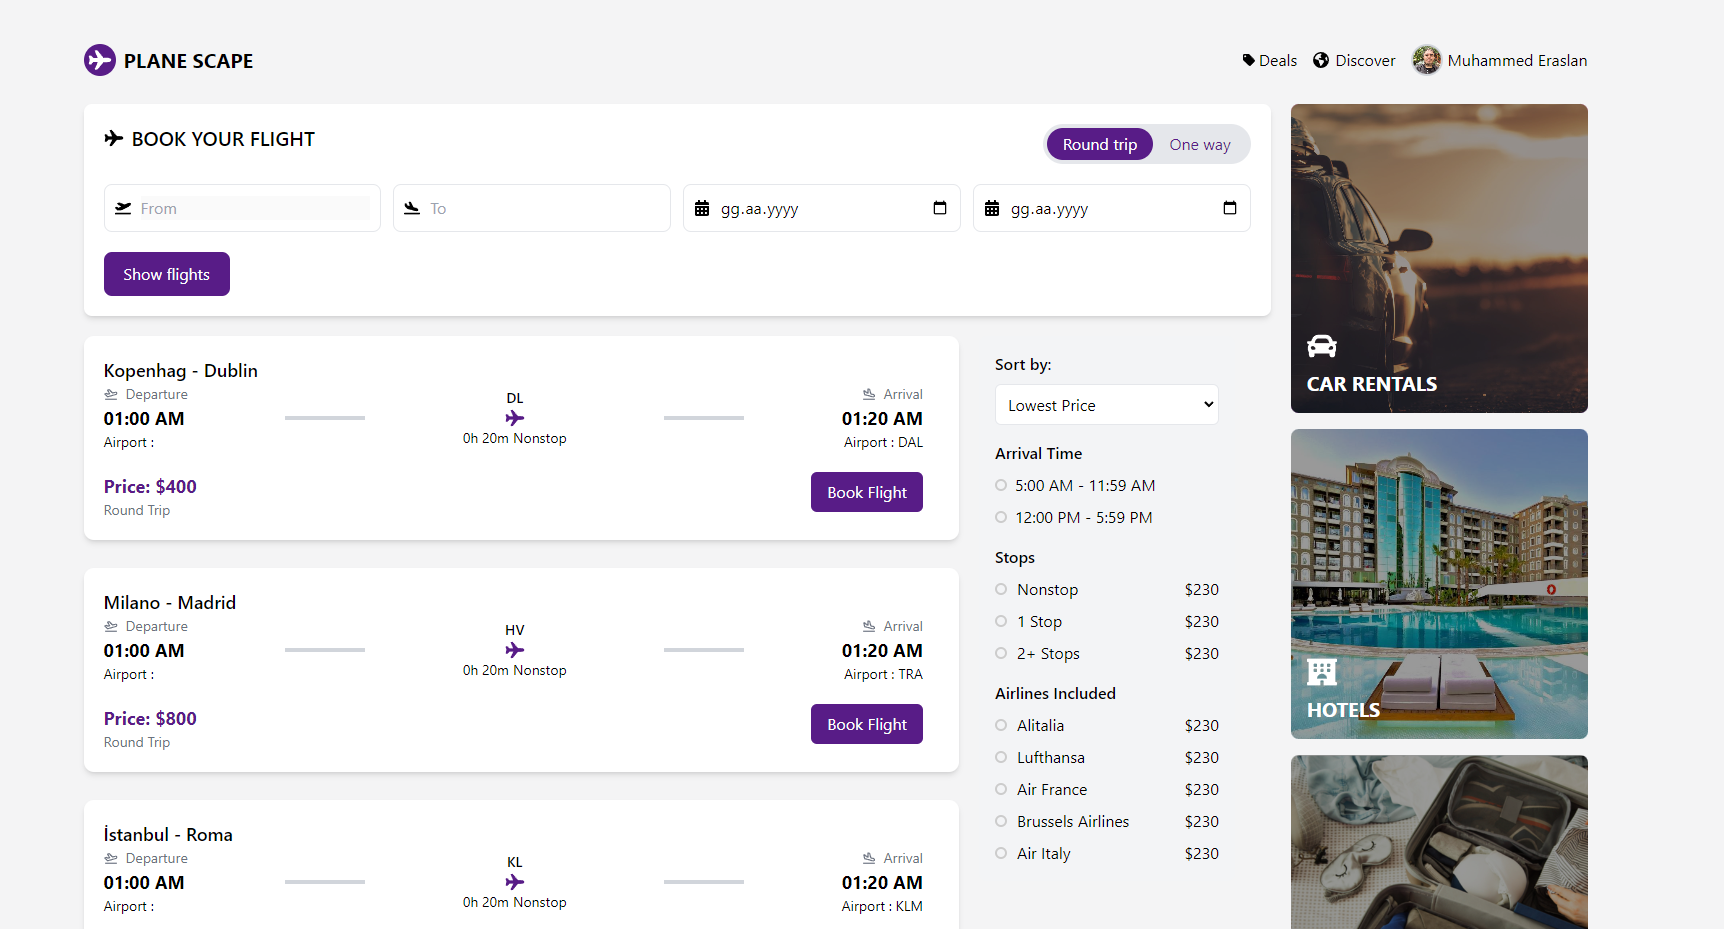 PLANE SCAPE
Deals
Discover
Muhammed Eraslan
BOOK YOUR FLIGHT
Round trip
One way
From
To
gg.aa.yyyy
gg.aa.yyyy
Show flights
Kopenhag - Dublin
Departure
01:00 AM
Airport :
DL
0h 20m Nonstop
Arrival
01:20 AM
Airport : DAL
Price: $400
Round Trip
Book Flight
Milano - Madrid
Departure
01:00 AM
Airport :
HV
0h 20m Nonstop
Arrival
01:20 AM
Airport : TRA
Price: $800
Round Trip
Book Flight
İstanbul - Roma
Departure
01:00 AM
Airport :
KL
0h 20m Nonstop
Arrival
01:20 AM
Airport : KLM
Sort by:
Lowest Price
Arrival Time
5:00 AM - 11:59 AM
12:00 PM - 5:59 PM
Stops
Nonstop $230
1 Stop $230
2+ Stops $230
Airlines Included
Alitalia $230
Lufthansa $230
Air France $230
Brussels Airlines $230
Air Italy $230
CAR RENTALS
HOTELS